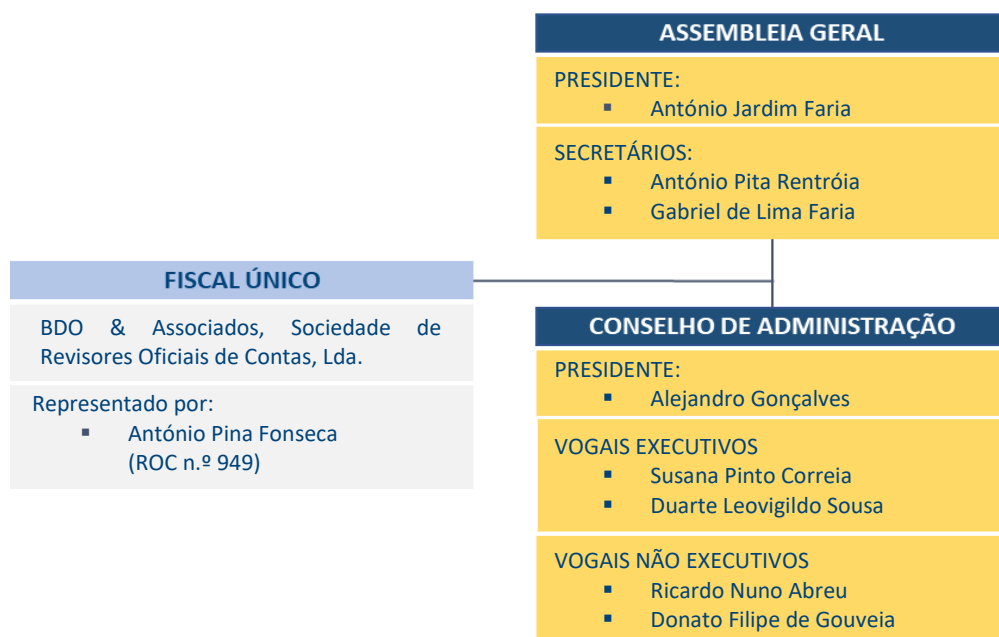 ASSEMBLEIA GERAL
PRESIDENTE:
▪ António Jardim Faria
SECRETÁRIOS:
▪ António Pita Rentróia
▪ Gabriel de Lima Faria
FISCAL ÚNICO
BDO & Associados, Sociedade de
Revisores Oficiais de Contas, Lda.
Representado por:
▪ António Pina Fonseca
(ROC n.º 949)
CONSELHO DE ADMINISTRAÇÃO
PRESIDENTE:
▪ Alejandro Gonçalves
VOGAIS EXECUTIVOS
▪ Susana Pinto Correia
▪ Duarte Leovigildo Sousa
VOGAIS NÃO EXECUTIVOS
▪ Ricardo Nuno Abreu
▪ Donato Filipe de Gouveia